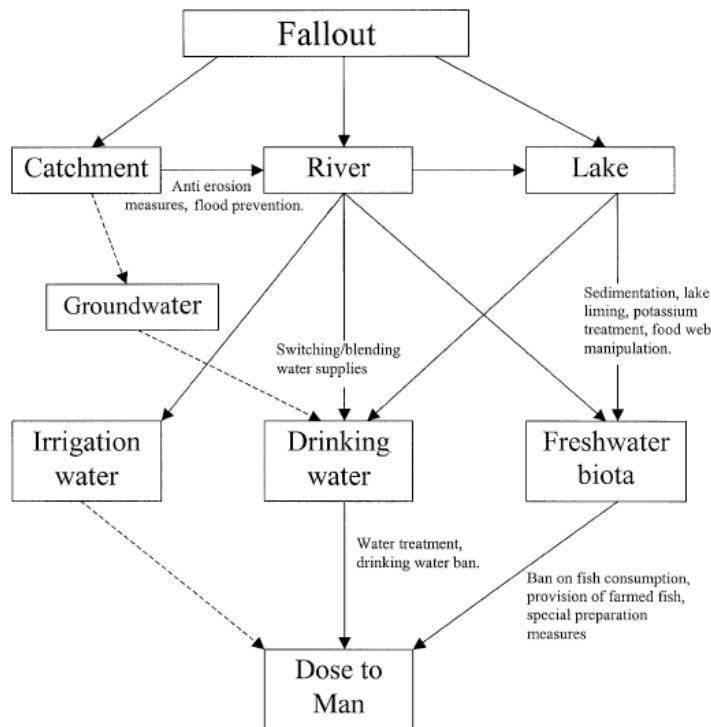 Fallout
Catchment
River
Lake
Anti erosion
measures, flood prevention.
Groundwater
Sedimentation, lake
liming, potassium
treatment, food web
manipulation.
Switching/blending
water supplies
Irrigation
water
Drinking
water
Freshwater
biota
Water treatment,
drinking water ban.
Ban on fish consumption,
provision of farmed fish,
special preparation
measures
Dose to
Man